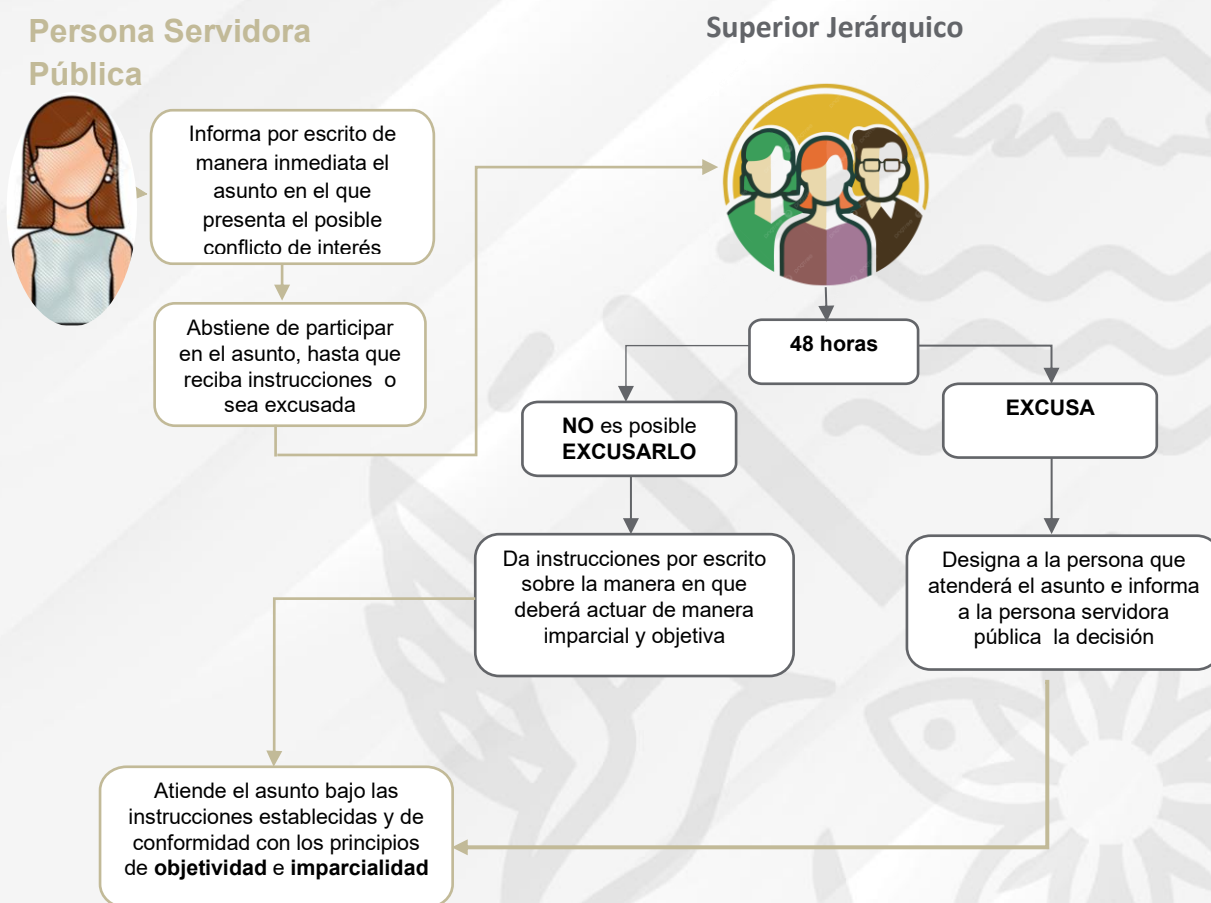 Persona Servidora
Pública
Superior Jerárquico
Informa por escrito de
manera inmediata el
asunto en el que
presenta el posible
conflicto de interés
Abstiene de participar
en el asunto, hasta que
reciba instrucciones o
sea excusada
48 horas
NO es posible
EXCUSARLO
EXCUSA
Da instrucciones por escrito
sobre la manera en que
deberá actuar de manera
imparcial y objetiva
Designa a la persona que
atenderá el asunto e informa
a la persona servidora
pública la decisión
Atiende el asunto bajo las
instrucciones establecidas y de
conformidad con los principios
de objetividad e imparcialidad